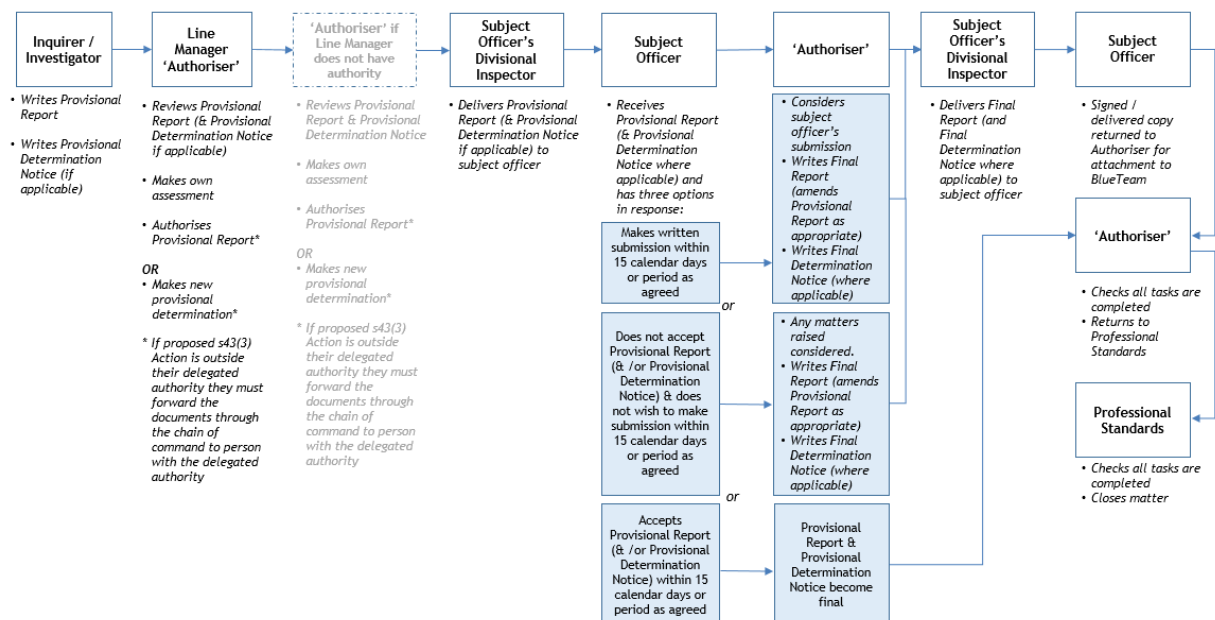 Inquirer /
Investigator
• Writes Provisional
Report
• Writes Provisional
Determination
Notice (if
applicable)
Line
Manager
‘Authoriser’
• Reviews Provisional
Report (& Provisional
Determination Notice
if applicable)
• Makes own
assessment
• Authorises
Provisional Report*
OR
• Makes new
provisional
determination*
* If proposed s43(3)
Action is outside
their delegated
authority they must
forward the
documents through
the chain of
command to person
with the delegated
authority
‘Authoriser’ if
Line Manager
does not have
authority
• Reviews Provisional
Report & Provisional
Determination Notice
• Makes own
assessment
• Authorises
Provisional Report*
OR
• Makes new
provisional
determination*
* If proposed s43(3)
Action is outside
their delegated
authority they must
forward the
documents through
the chain of
command to person
with the delegated
authority
Subject
Officer’s
Divisional
Inspector
• Delivers Provisional
Report (& Provisional
Determination Notice
if applicable) to
subject officer
Subject
Officer
• Receives
Provisional Report
(& Provisional
Determination
Notice where
applicable) and
has three options
in response:
Makes written
submission within
15 calendar days
or period as
agreed
or
Does not accept
Provisional Report
(& /or Provisional
Determination
Notice) & does
not wish to make
submission within
15 calendar days
or period as
agreed
or
Accepts
Provisional Report
(& /or Provisional
Determination
Notice) within 15
calendar days or
period as agreed
‘Authoriser’
• Considers
subject
officer’s
submission
• Writes Final
Report
(amends
Provisional
Report as
appropriate)
• Writes Final
Determination
Notice (where
applicable)
• Any matters
raised considered.
• Writes Final
Report (amends
Provisional
Report as
appropriate)
• Writes Final
Determination
Notice (where
applicable)
Provisional
Report &
Provisional
Determination
Notice become
final
Subject
Officer’s
Divisional
Inspector
• Delivers Final
Report (and
Final
Determination
Notice where
applicable) to
subject officer
Subject
Officer
• Signed /
delivered copy
returned to
Authoriser for
attachment to
BlueTeam
‘Authoriser’
• Checks all tasks are
completed
• Returns to
Professional
Standards
Professional
Standards
• Checks all tasks are
completed
• Closes matter